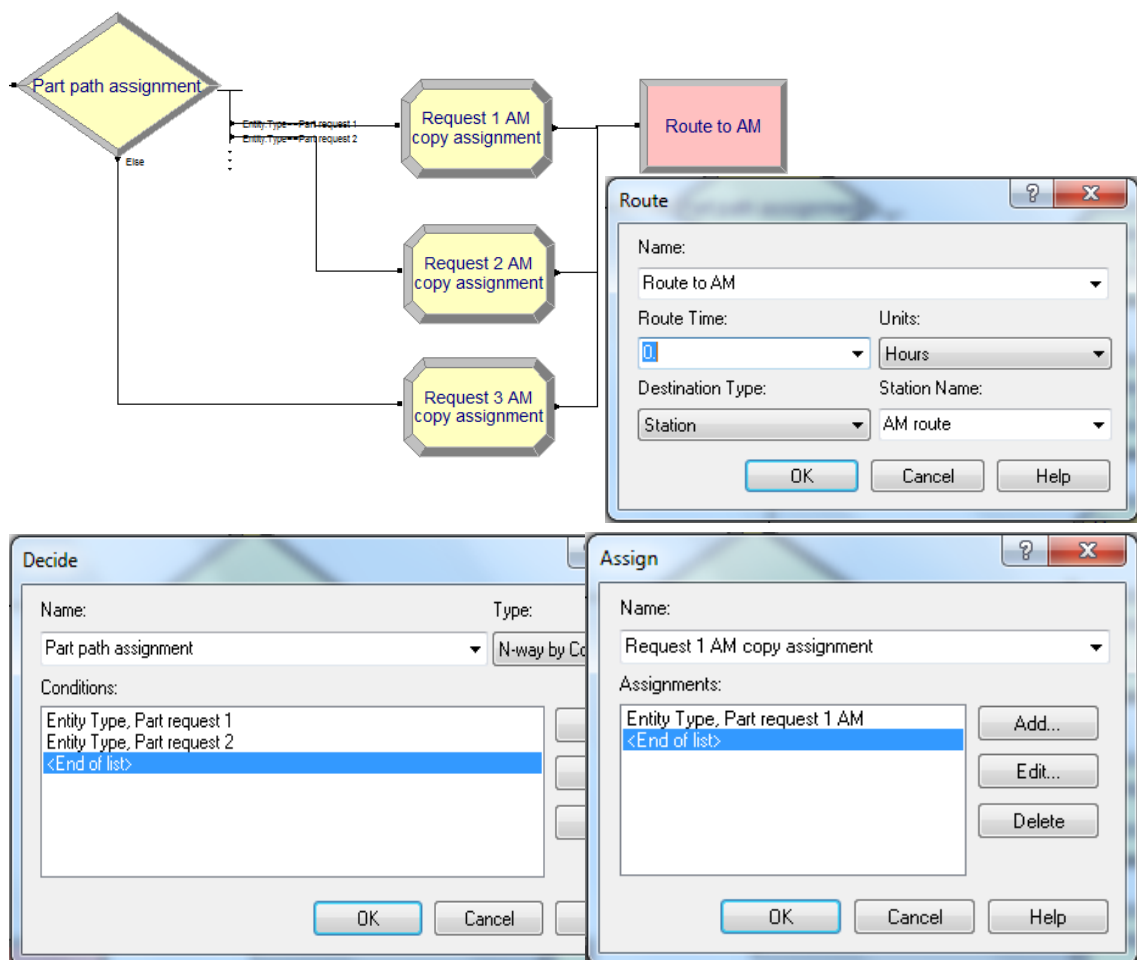 Part path assignment
Entity.Type==Part request 1
Entity.Type==Part request 2
Else
Request 1 AM
copy assignment
Request 2 AM
copy assignment
Request 3 AM
copy assignment
Route to AM
Route
Name:
Route to AM
Route Time:
Units:
0.
Hours
Destination Type:
Station Name:
Station
AM route
OK
Cancel
Help
Decide
Name:
Type:
Part path assignment
N-way by Co
Conditions:
Entity Type, Part request 1
Entity Type, Part request 2
<End of list>
OK
Cancel
Assign
Name:
Request 1 AM copy assignment
Assignments:
Entity Type, Part request 1 AM
<End of list>
Add...
Edit...
Delete
OK
Cancel
Help